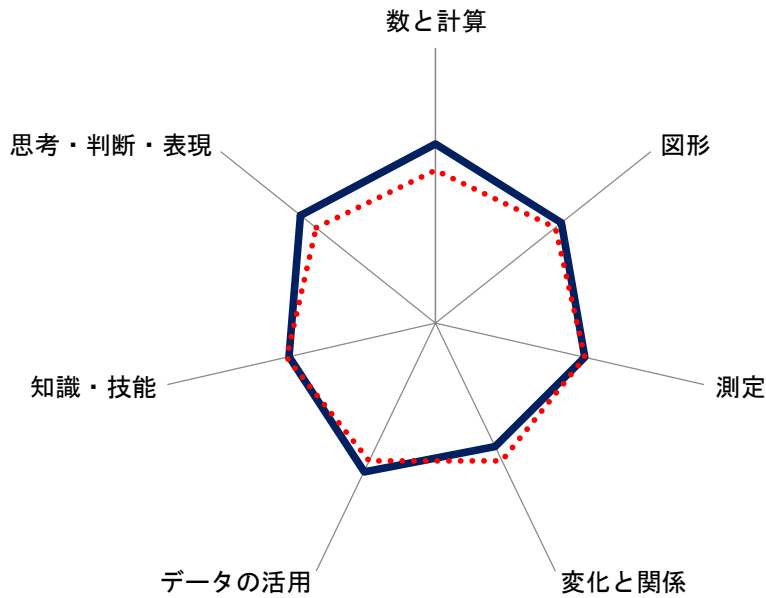 数と計算
図形
思考・判断・表現
測定
知識・技能
変化と関係
データの活用